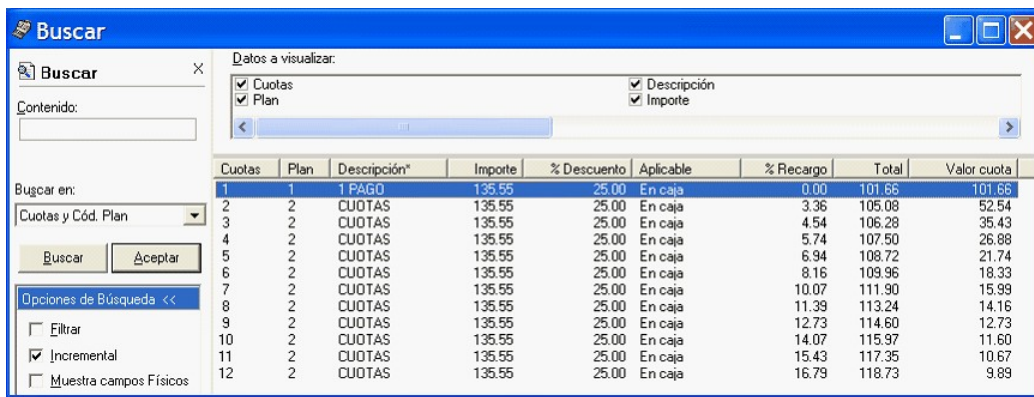 Buscar
Buscar
Contenido:
Buscar en:
Cuotas y Cód. Plan
Buscar Aceptar
Opciones de Búsqueda <<
Filtrar
Incremental
Muestra campos Físicos
Datos a visualizar:
Cuotas Descripción
Plan Importe
Cuotas Plan Descripción* Importe % Descuento Aplicable % Recargo Total Valor cuota
1 1 1 PAGO 135.55 25.00 En caja 0.00 101.66 101.66
2 2 CUOTAS 135.55 25.00 En caja 3.36 105.08 52.54
3 2 CUOTAS 135.55 25.00 En caja 4.54 106.28 35.43
4 2 CUOTAS 135.55 25.00 En caja 5.74 107.50 26.88
5 2 CUOTAS 135.55 25.00 En caja 6.94 108.72 21.74
6 2 CUOTAS 135.55 25.00 En caja 8.16 109.96 18.33
7 2 CUOTAS 135.55 25.00 En caja 10.07 111.90 15.99
8 2 CUOTAS 135.55 25.00 En caja 11.39 113.24 14.16
9 2 CUOTAS 135.55 25.00 En caja 12.73 114.60 12.73
10 2 CUOTAS 135.55 25.00 En caja 14.07 115.97 11.60
11 2 CUOTAS 135.55 25.00 En caja 15.43 117.35 10.67
12 2 CUOTAS 135.55 25.00 En caja 16.79 118.73 9.89